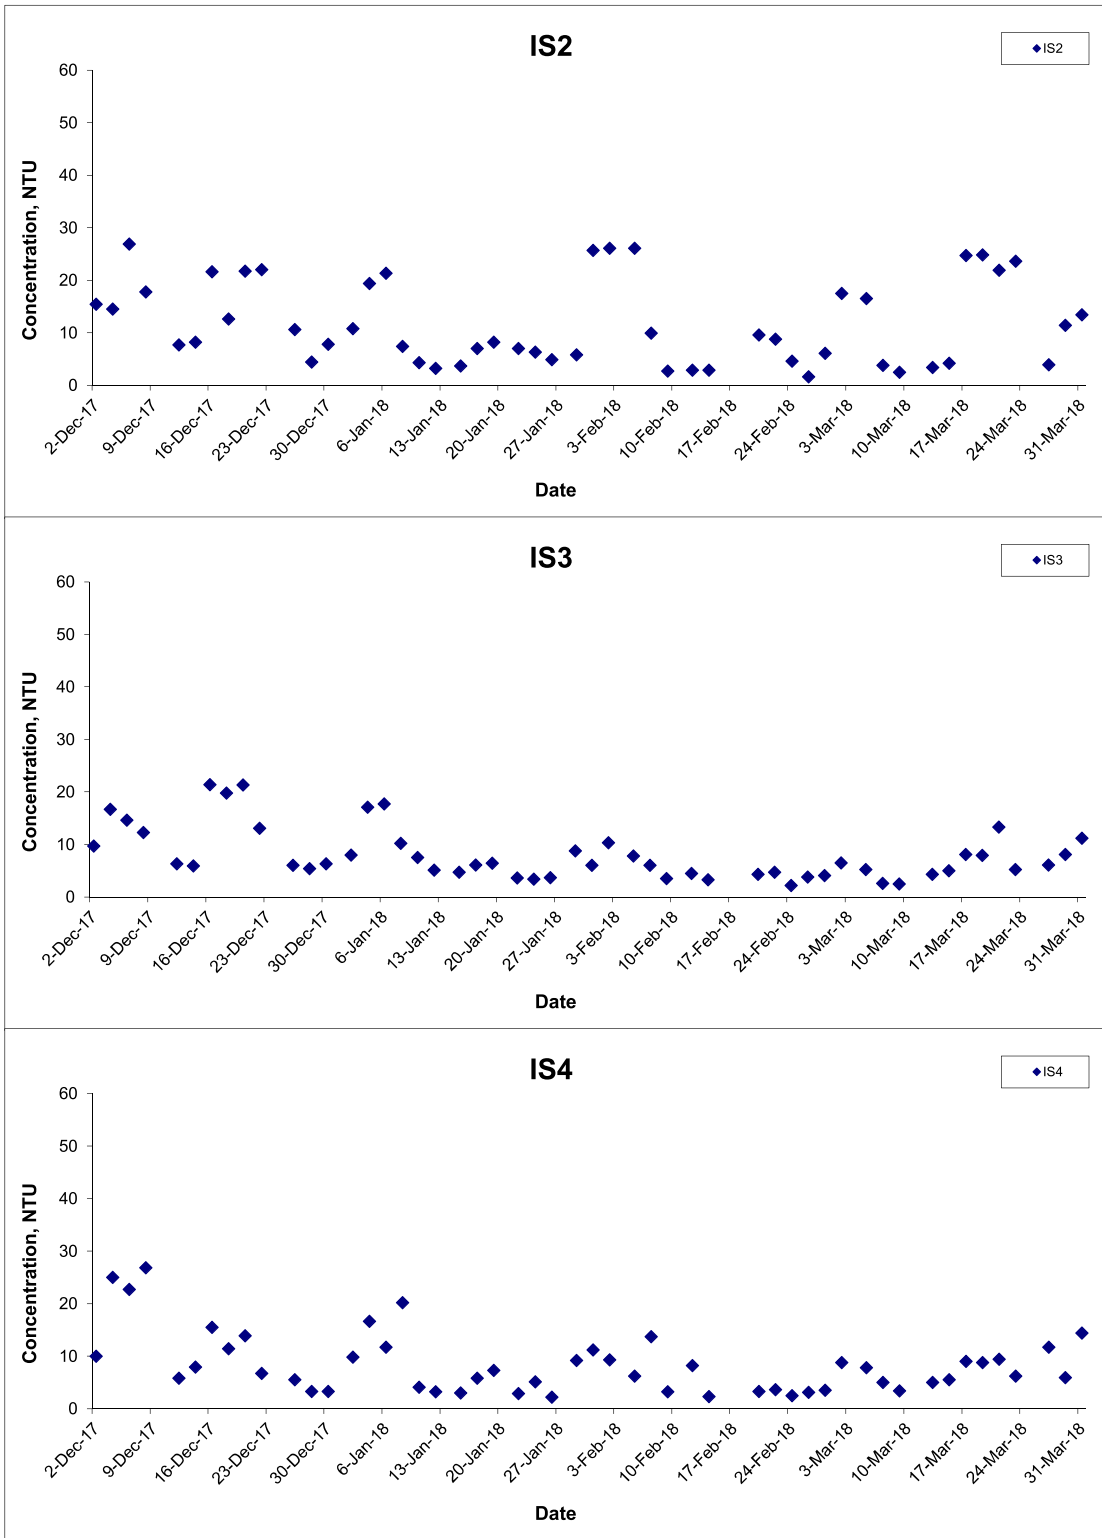 IS2
IS2
60
50
40
30
20
10
0
Concentration, NTU
2-Dec-17
9-Dec-17
16-Dec-17
23-Dec-17
30-Dec-17
6-Jan-18
13-Jan-18
20-Jan-18
27-Jan-18
3-Feb-18
10-Feb-18
17-Feb-18
24-Feb-18
3-Mar-18
10-Mar-18
17-Mar-18
24-Mar-18
31-Mar-18
Date
IS3
IS3
60
50
40
30
20
10
0
Concentration, NTU
2-Dec-17
9-Dec-17
16-Dec-17
23-Dec-17
30-Dec-17
6-Jan-18
13-Jan-18
20-Jan-18
27-Jan-18
3-Feb-18
10-Feb-18
17-Feb-18
24-Feb-18
3-Mar-18
10-Mar-18
17-Mar-18
24-Mar-18
31-Mar-18
Date
IS4
IS4
60
50
40
30
20
10
0
Concentration, NTU
2-Dec-17
9-Dec-17
16-Dec-17
23-Dec-17
30-Dec-17
6-Jan-18
13-Jan-18
20-Jan-18
27-Jan-18
3-Feb-18
10-Feb-18
17-Feb-18
24-Feb-18
3-Mar-18
10-Mar-18
17-Mar-18
24-Mar-18
31-Mar-18
Date